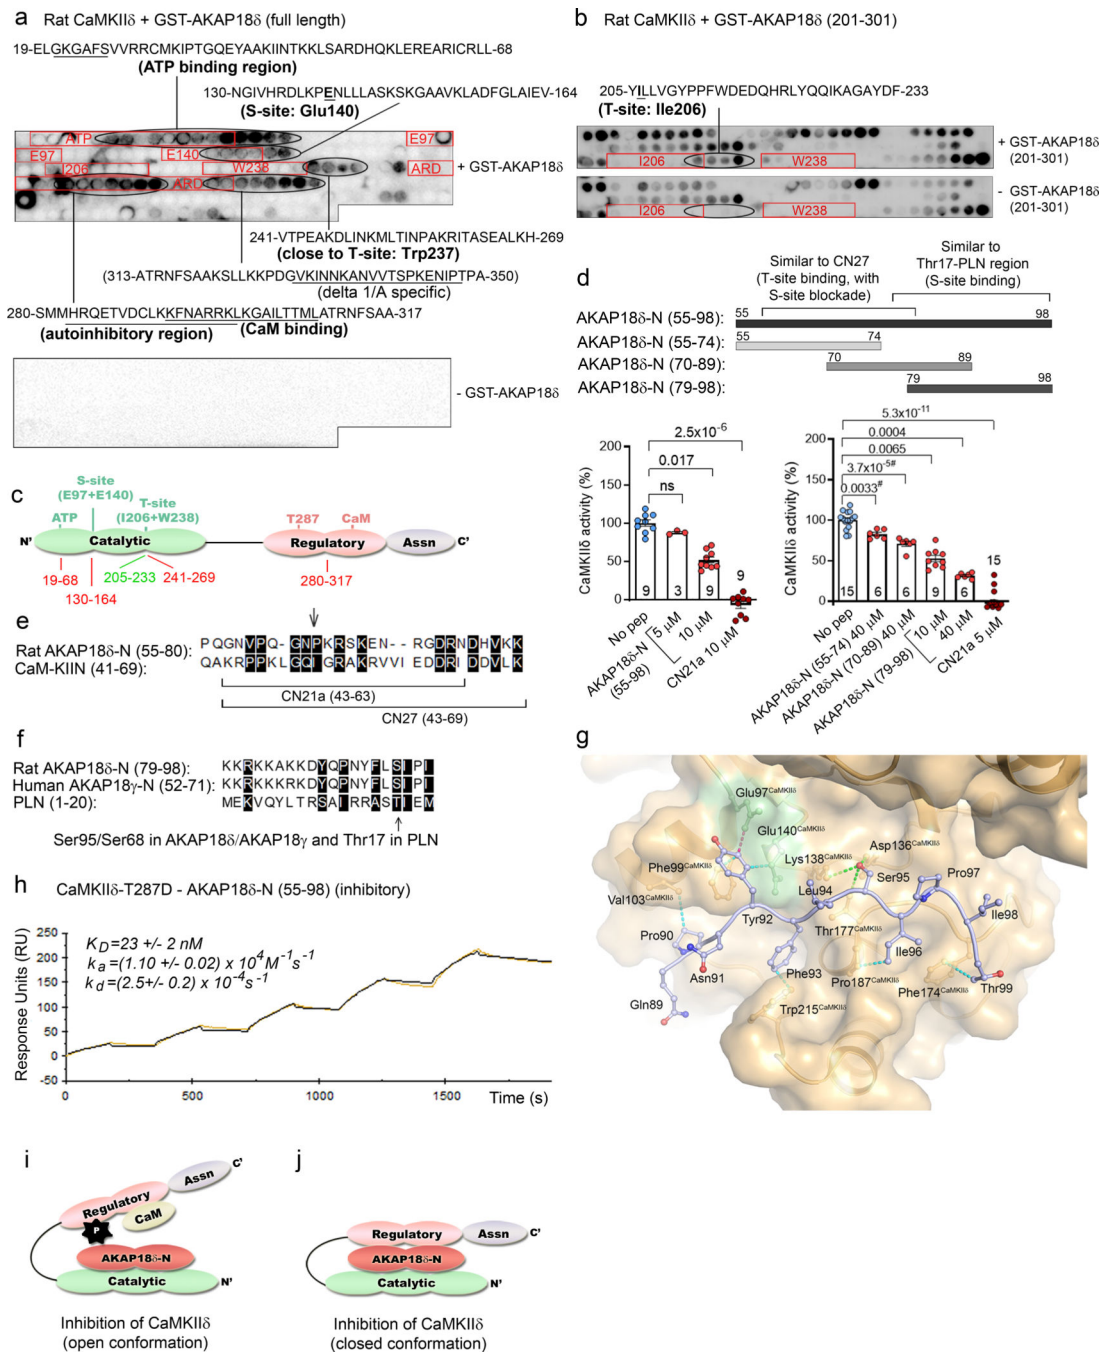 a Rat CaMKIIδ + GST-AKAP18δ (full length)
19-ELGKGAFSVVRRCMKIPTGQEYAAKIINTKKLSARDHQKLEREARICRLL-68
(ATP binding region)
130-NGIVHRDLKPENLLLASKSKGAAVKLADFGLAIEV-164
(S-site: Glu140)
ATP
E97
E97
E140
206
W238
ARD
ARD
+ GST-AKAP18δ
241-VTPEAKDLINKMLTINPAKRITASEALKH-269
(close to T-site: Trp237)
(313-ATRNFSAAKSLLKKPDGVKINNKANVVTSPKENIPTPA-350)
(delta 1/A specific)
280-SMMHRQETVDCLKKFNARRKLKGAILTTMLATRNFSAA-317
(autoinhibitory region)
(CaM binding)
- GST-AKAP18δ
b Rat CaMKIIδ + GST-AKAP18δ (201-301)
205-YILLVGYPPFWDEDQHRLYQQIKAGAYDF-233
(T-site: Ile206)
I206
W238
+ GST-AKAP18δ
(201-301)
I206
W238
- GST-AKAP18δ
(201-301)
c
S-site
(E97+E140)
T-site
(I206+W238)
ATP
T287
CaM
N'
Catalytic
Regulatory
Assn
C'
19-68
205-233
241-269
130-164
280-317
d
Similar to CN27
(T-site binding, with
S-site blockade)
Similar to
Thr17-PLN region
(S-site binding)
AKAP18δ-N (55-98):
55
98
AKAP18δ-N (55-74):
55
74
AKAP18δ-N (70-89):
70
89
AKAP18δ-N (79-98):
79
98
CaMKIIδ activity (%)
200
150
100
50
0
2.5x10-6
0.017
ns
9
3
9
9
No pep
5 µM
10 µM
AKAP18δ-N
(55-98)
CN21a 10 µM
CaMKIIδ activity (%)
200
150
100
50
0
5.3x10-11
0.0004
0.0065
3.7x10-5#
0.0033#
15
6
6
9
6
15
No pep
AKAP18δ-N (55-74) 40 µM
AKAP18δ-N (70-89) 40 µM
AKAP18δ-N (79-98)
10 µM
40 µM
CN21a 5 µM
e
Rat AKAP18δ-N (55-80):
PQGNVPQ-GNPKRSKEN--RGDRNDHVKK
CaM-KIIN (41-69):
QAKRPPKLGQIGRAKRVVIEDDRIDDVLK
CN21a (43-63)
CN27 (43-69)
f
Rat AKAP18δ-N (79-98):
KKRKKAKKDYQPNYFLSIPI
Human AKAP18γ-N (52-71):
KKRKKKRKDYQPNYFLSIPI
PLN (1-20):
MEKVQYLTRSAIRRASTIEM
Ser95/Ser68 in AKAP18δ/AKAP18γ and Thr17 in PLN
g
Glu97CaMKIIδ
Glu140CaMKIIδ
Asp136CaMKIIδ
Phe99CaMKIIδ
Lys138CaMKIIδ
Ser95
Pro97
Val103CaMKIIδ
Leu94
Tyr92
Thr177CaMKIIδ
Ile98
Pro90
Ile96
Asn91
Phe93
Pro187CaMKIIδ
Phe174CaMKIIδ
Thr99
Gln89
Trp215CaMKIIδ
h
CaMKIIδ-T287D - AKAP18δ-N (55-98) (inhibitory)
KD=23 +/- 2 nM
ka=(1.10 +/- 0.02) x 104M-1s-1
kd=(2.5+/- 0.2) x 10-4s-1
Response Units (RU)
250
200
150
100
50
0
-50
0
500
1000
1500
Time (s)
i
Regulatory
Assn
C'
CaM
P
AKAP18δ-N
Catalytic
N'
Inhibition of CaMKIIδ
(open conformation)
j
Regulatory
Assn
C'
AKAP18δ-N
Catalytic
N'
Inhibition of CaMKIIδ
(closed conformation)